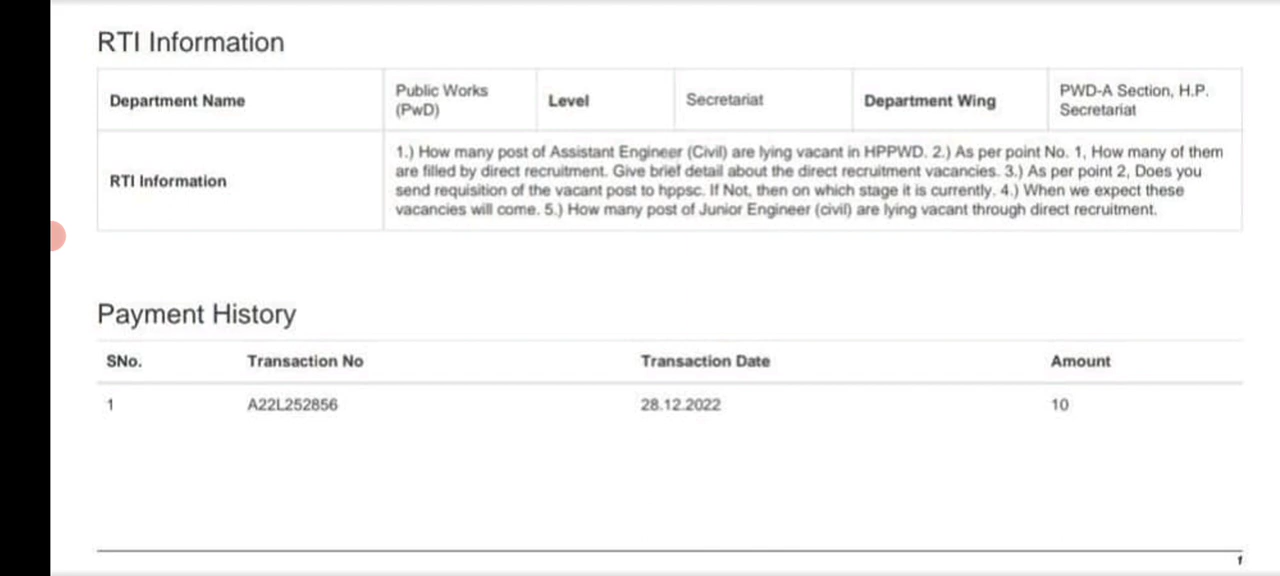 RTI Information
Department Name
Public Works
(PwD)
Level
Secretariat
Department Wing
PWD-A Section, H.P.
Secretariat
RTI Information
1.) How many post of Assistant Engineer (Civil) are lying vacant in HPPWD. 2.) As per point No. 1, How many of them
are filled by direct recruitment. Give brief detail about the direct recruitment vacancies. 3.) As per point 2, Does you
send requisition of the vacant post to hppsc. If Not, then on which stage it is currently. 4.) When we expect these
vacancies will come. 5.) How many post of Junior Engineer (civil) are lying vacant through direct recruitment.
Payment History
SNo. Transaction No Transaction Date Amount
1 A22L252856 28.12.2022 10
1